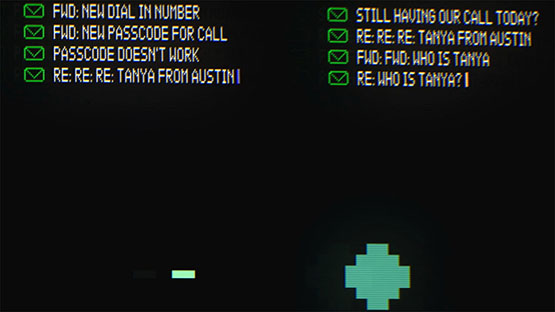 FWD: NEW DIAL IN NUMBER
FWD: NEW PASSCODE FOR CALL
PASSCODE DOESN'T WORK
RE: RE: RE: TANYA FROM AUSTIN
STILL HAVING OUR CALL TODAY?
RE: RE: RE: TANYA FROM AUSTIN
FWD: FWD: WHO IS TANYA
RE: WHO IS TANYA?